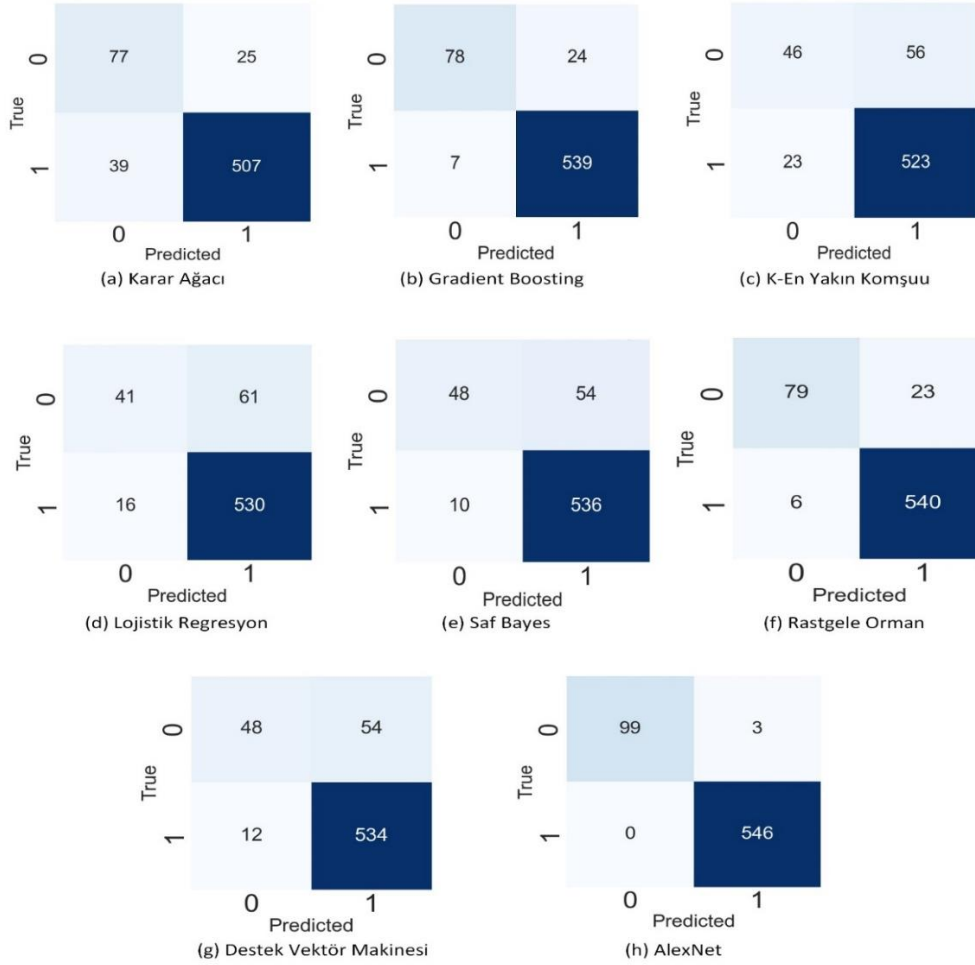 0 77 25
True
1 39 507
0 1
Predicted
(a) Karar Ağacı
0 78 24
True
1 7 539
0 1
Predicted
(b) Gradient Boosting
0 46 56
True
1 23 523
0 1
Predicted
(c) K-En Yakın Komşuu
0 41 61
True
1 16 530
0 1
Predicted
(d) Lojistik Regresyon
0 48 54
True
1 10 536
0 1
Predicted
(e) Saf Bayes
0 79 23
True
1 6 540
0 1
Predicted
(f) Rastgele Orman
0 48 54
True
1 12 534
0 1
Predicted
(g) Destek Vektör Makinesi
0 99 3
True
1 0 546
0 1
Predicted
(h) AlexNet